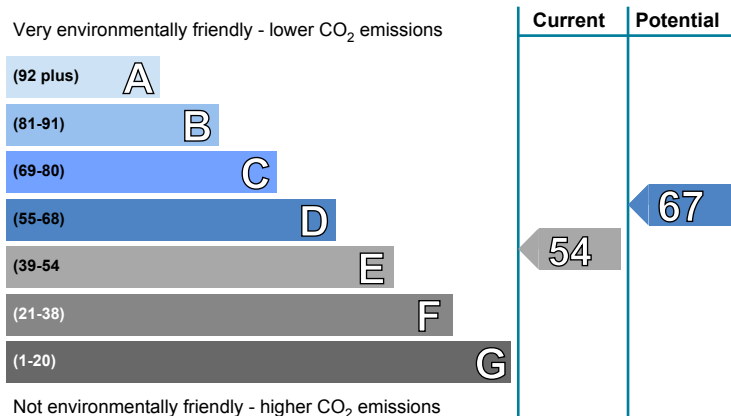 Current Potential
Very environmentally friendly - lower CO2 emissions
(92 plus) A
(81-91) B
(69-80) C
(55-68) D
67
(39-54 E
54
(21-38) F
(1-20) G
Not environmentally friendly - higher CO2 emissions